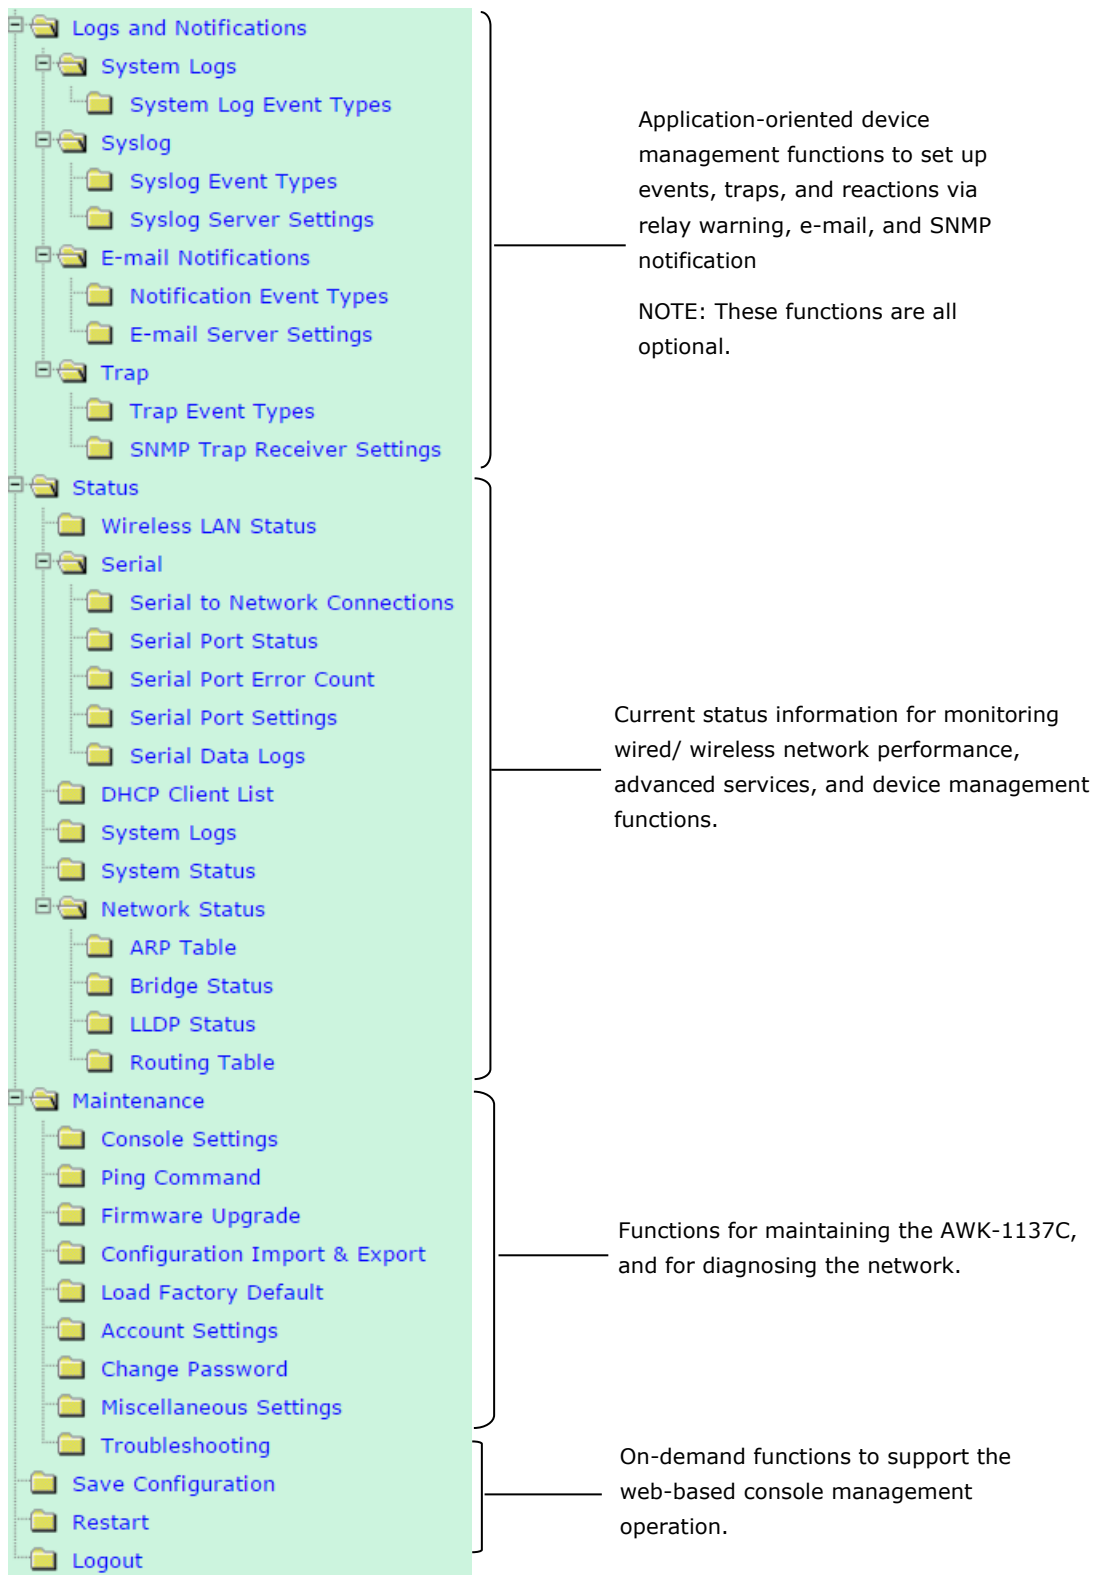 Logs and Notifications
System Logs
System Log Event Types
Syslog
Syslog Event Types
Syslog Server Settings
E-mail Notifications
Notification Event Types
E-mail Server Settings
Trap
Trap Event Types
SNMP Trap Receiver Settings
Application-oriented device
management functions to set up
events, traps, and reactions via
relay warning, e-mail, and SNMP
notification
NOTE: These functions are all
optional.
Status
Wireless LAN Status
Serial
Serial to Network Connections
Serial Port Status
Serial Port Error Count
Serial Port Settings
Serial Data Logs
DHCP Client List
System Logs
System Status
Network Status
ARP Table
Bridge Status
LLDP Status
Routing Table
Current status information for monitoring
wired/ wireless network performance,
advanced services, and device management
functions.
Maintenance
Console Settings
Ping Command
Firmware Upgrade
Configuration Import & Export
Load Factory Default
Account Settings
Change Password
Miscellaneous Settings
Troubleshooting
Functions for maintaining the AWK-1137C,
and for diagnosing the network.
Save Configuration
Restart
Logout
On-demand functions to support the
web-based console management
operation.